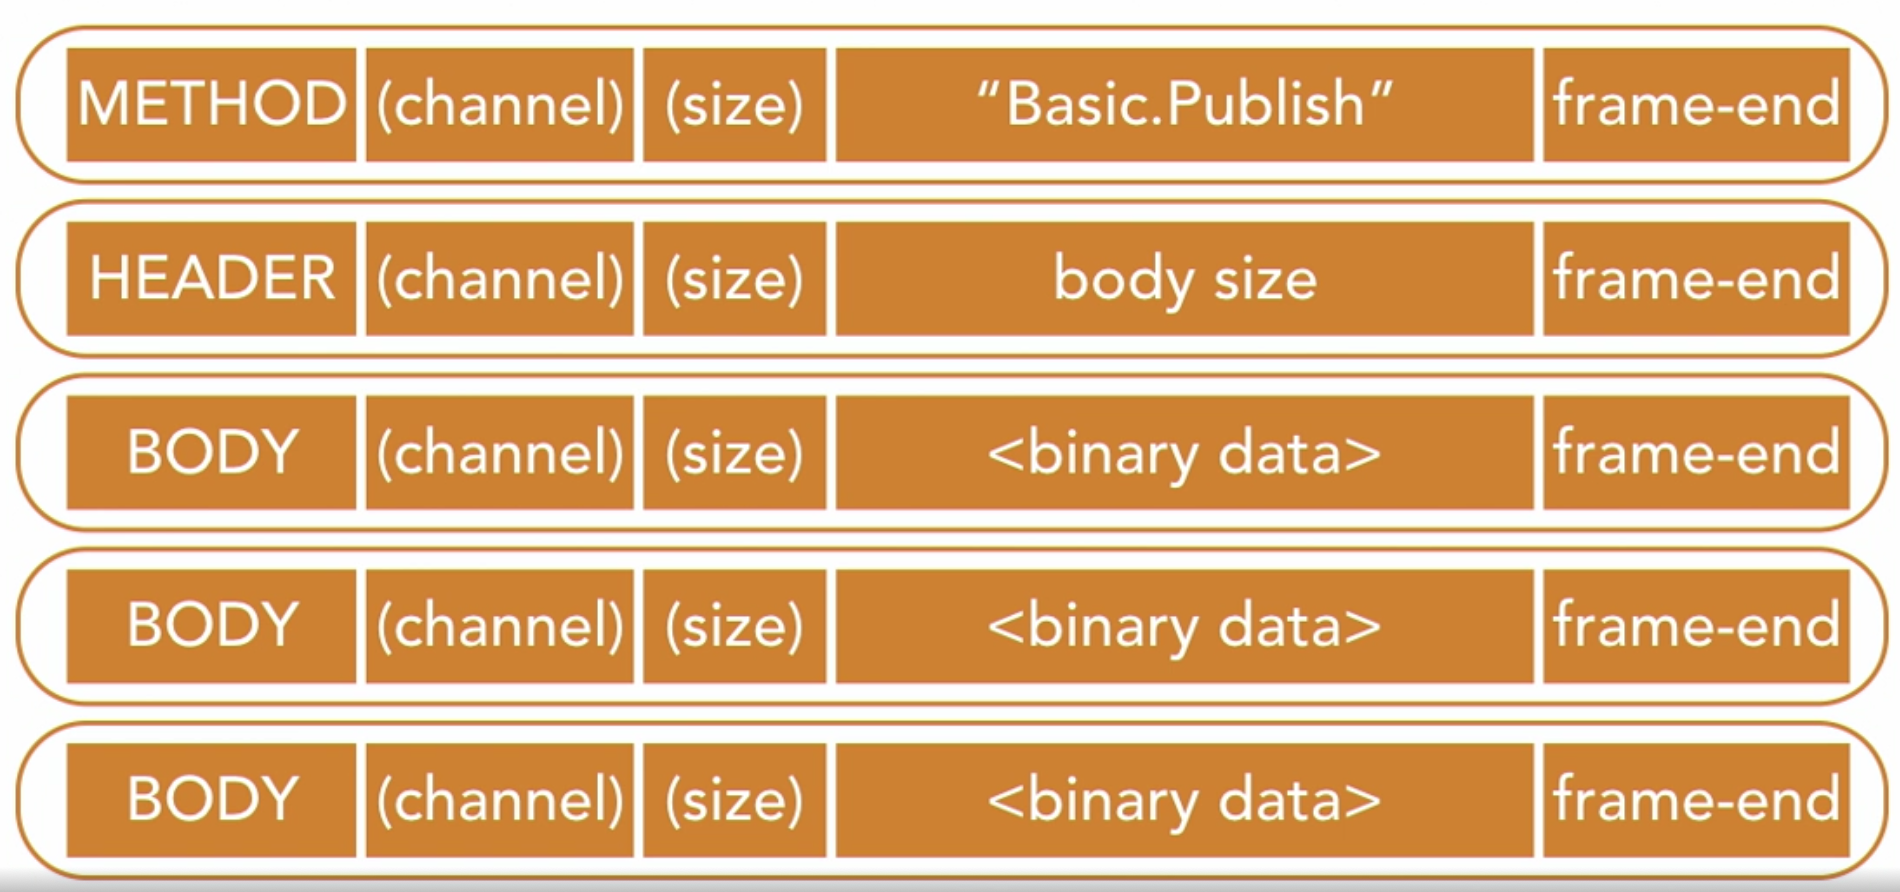 METHOD (channel) (size) “Basic.Publish” frame-end
HEADER (channel) (size) body size frame-end
BODY (channel) (size) <binary data> frame-end
BODY (channel) (size) <binary data> frame-end
BODY (channel) (size) <binary data> frame-end